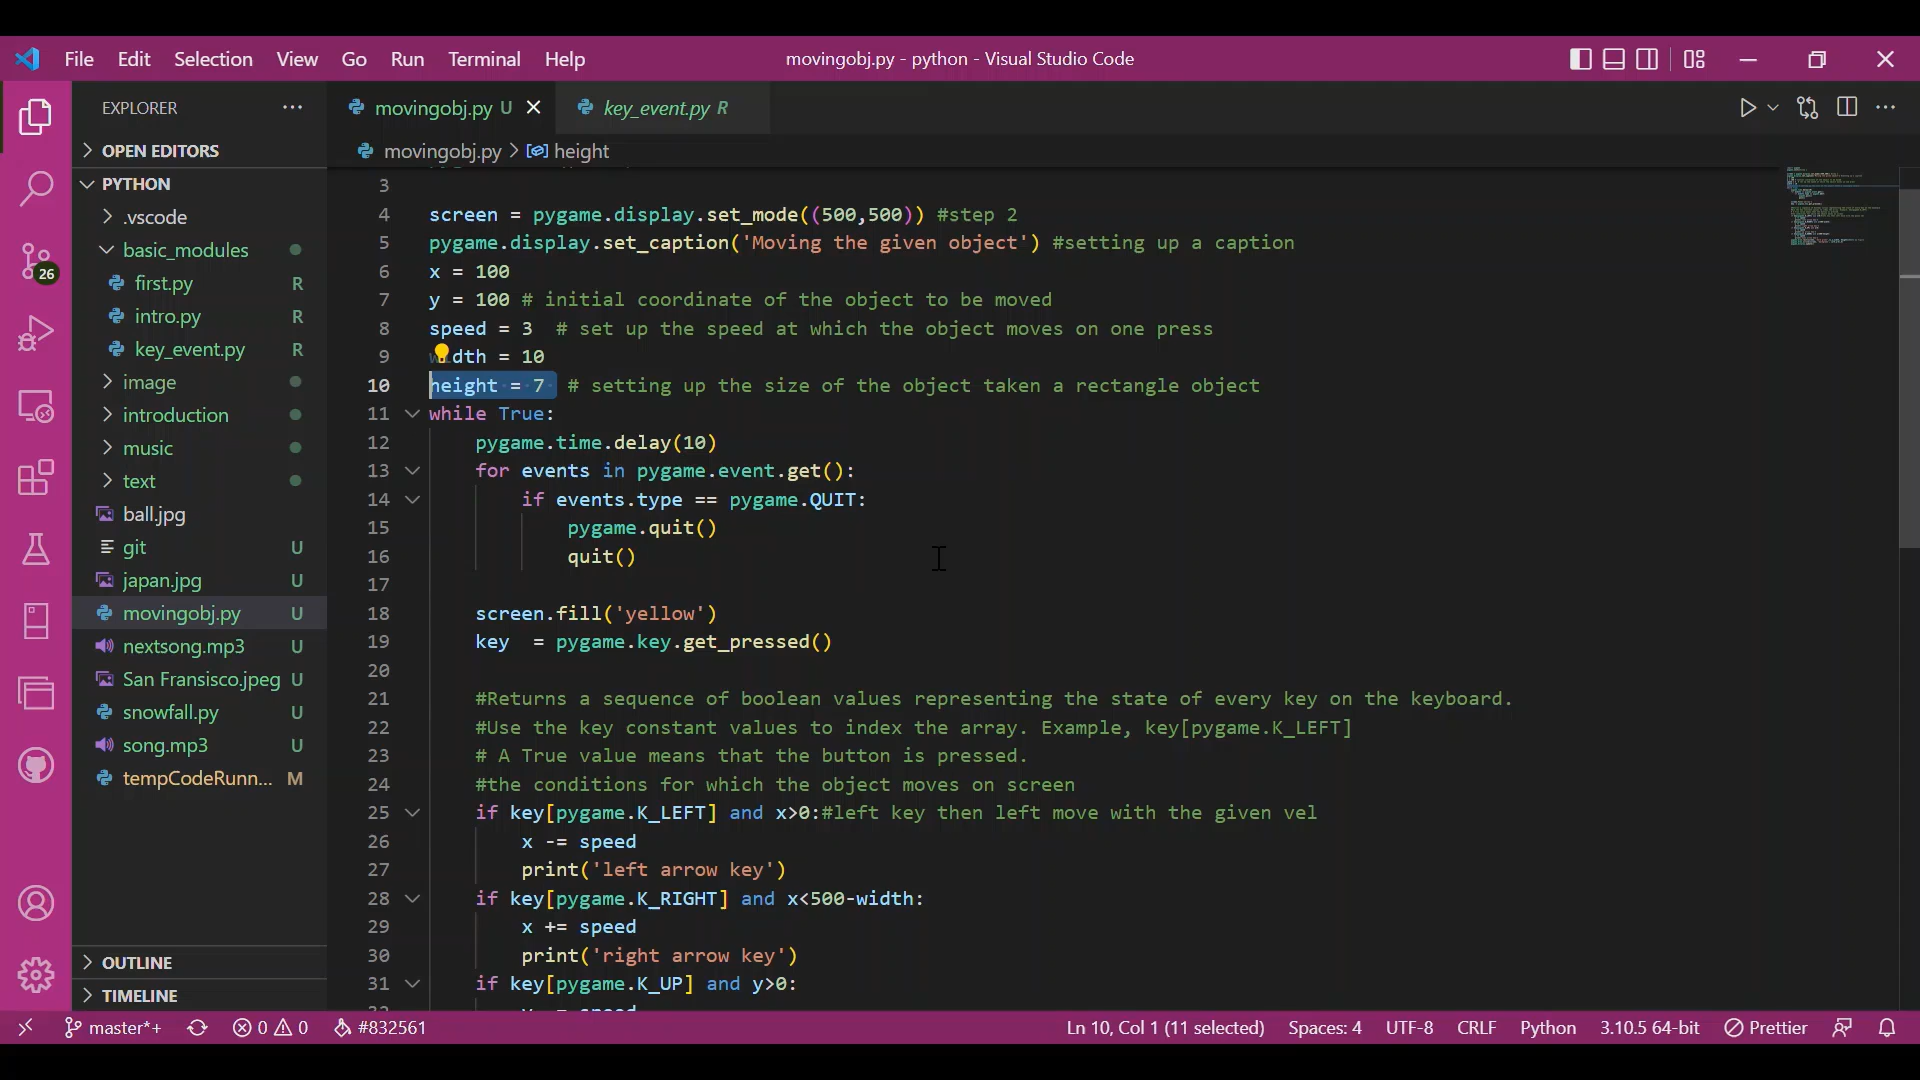 File Edit Selection View Go Run Terminal Help movingobj.py - python - Visual Studio Code
EXPLORER
movingobj.py U key_event.py R
OPEN EDITORS
movingobj.py > height
PYTHON
.vscode
basic_modules
first.py R
intro.py R
key_event.py R
image
introduction
music
text
ball.jpg
git U
japan.jpg U
movingobj.py U
nextsong.mp3 U
San Fransisco.jpeg U
snowfall.py U
song.mp3 U
tempCodeRunn... M
OUTLINE
TIMELINE
26
3
4 screen = pygame.display.set_mode((500,500)) #step 2
5 pygame.display.set_caption('Moving the given object') #setting up a caption
6 x = 100
7 y = 100 # initial coordinate of the object to be moved
8 speed = 3 # set up the speed at which the object moves on one press
9 width = 10
10 height = 7 # setting up the size of the object taken a rectangle object
11 while True:
12 pygame.time.delay(10)
13 for events in pygame.event.get():
14 if events.type == pygame.QUIT:
15 pygame.quit()
16 quit()
17
18 screen.fill('yellow')
19 key  = pygame.key.get_pressed()
20
21 #Returns a sequence of boolean values representing the state of every key on the keyboard.
22 #Use the key constant values to index the array. Example, key[pygame.K_LEFT]
23 # A True value means that the button is pressed.
24 #the conditions for which the object moves on screen
25 if key[pygame.K_LEFT] and x>0:#left key then left move with the given vel
26 x -= speed
27 print('left arrow key')
28 if key[pygame.K_RIGHT] and x<500-width:
29 x += speed
30 print('right arrow key')
31 if key[pygame.K_UP] and y>0:
master*+ 0 0 #832561 Ln 10, Col 1 (11 selected) Spaces: 4 UTF-8 CRLF Python 3.10.5 64-bit Prettier